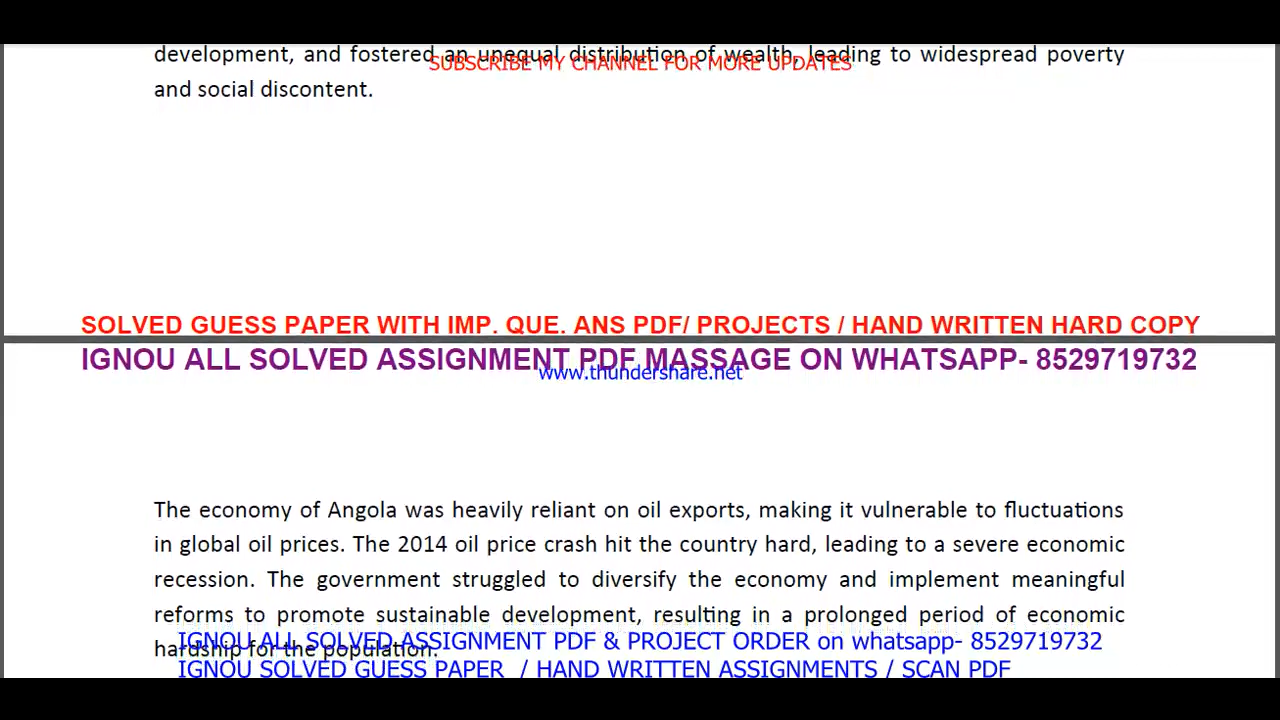 development, and fostered an unequal distribution of wealth, leading to widespread poverty
SUBSCRIBE MY CHANNEL FOR MORE UPDATES
and social discontent.
SOLVED GUESS PAPER WITH IMP. QUE. ANS PDF/ PROJECTS / HAND WRITTEN HARD COPY
IGNOU ALL SOLVED ASSIGNMENT PDF MASSAGE ON WHATSAPP- 8529719732
www.thundershare.net
The economy of Angola was heavily reliant on oil exports, making it vulnerable to fluctuations
in global oil prices. The 2014 oil price crash hit the country hard, leading to a severe economic
recession. The government struggled to diversify the economy and implement meaningful
reforms to promote sustainable development, resulting in a prolonged period of economic
IGNOU ALL SOLVED ASSIGNMENT PDF & PROJECT ORDER on whatsapp- 8529719732
hardship for the population.
IGNOU SOLVED GUESS PAPER / HAND WRITTEN ASSIGNMENTS / SCAN PDF